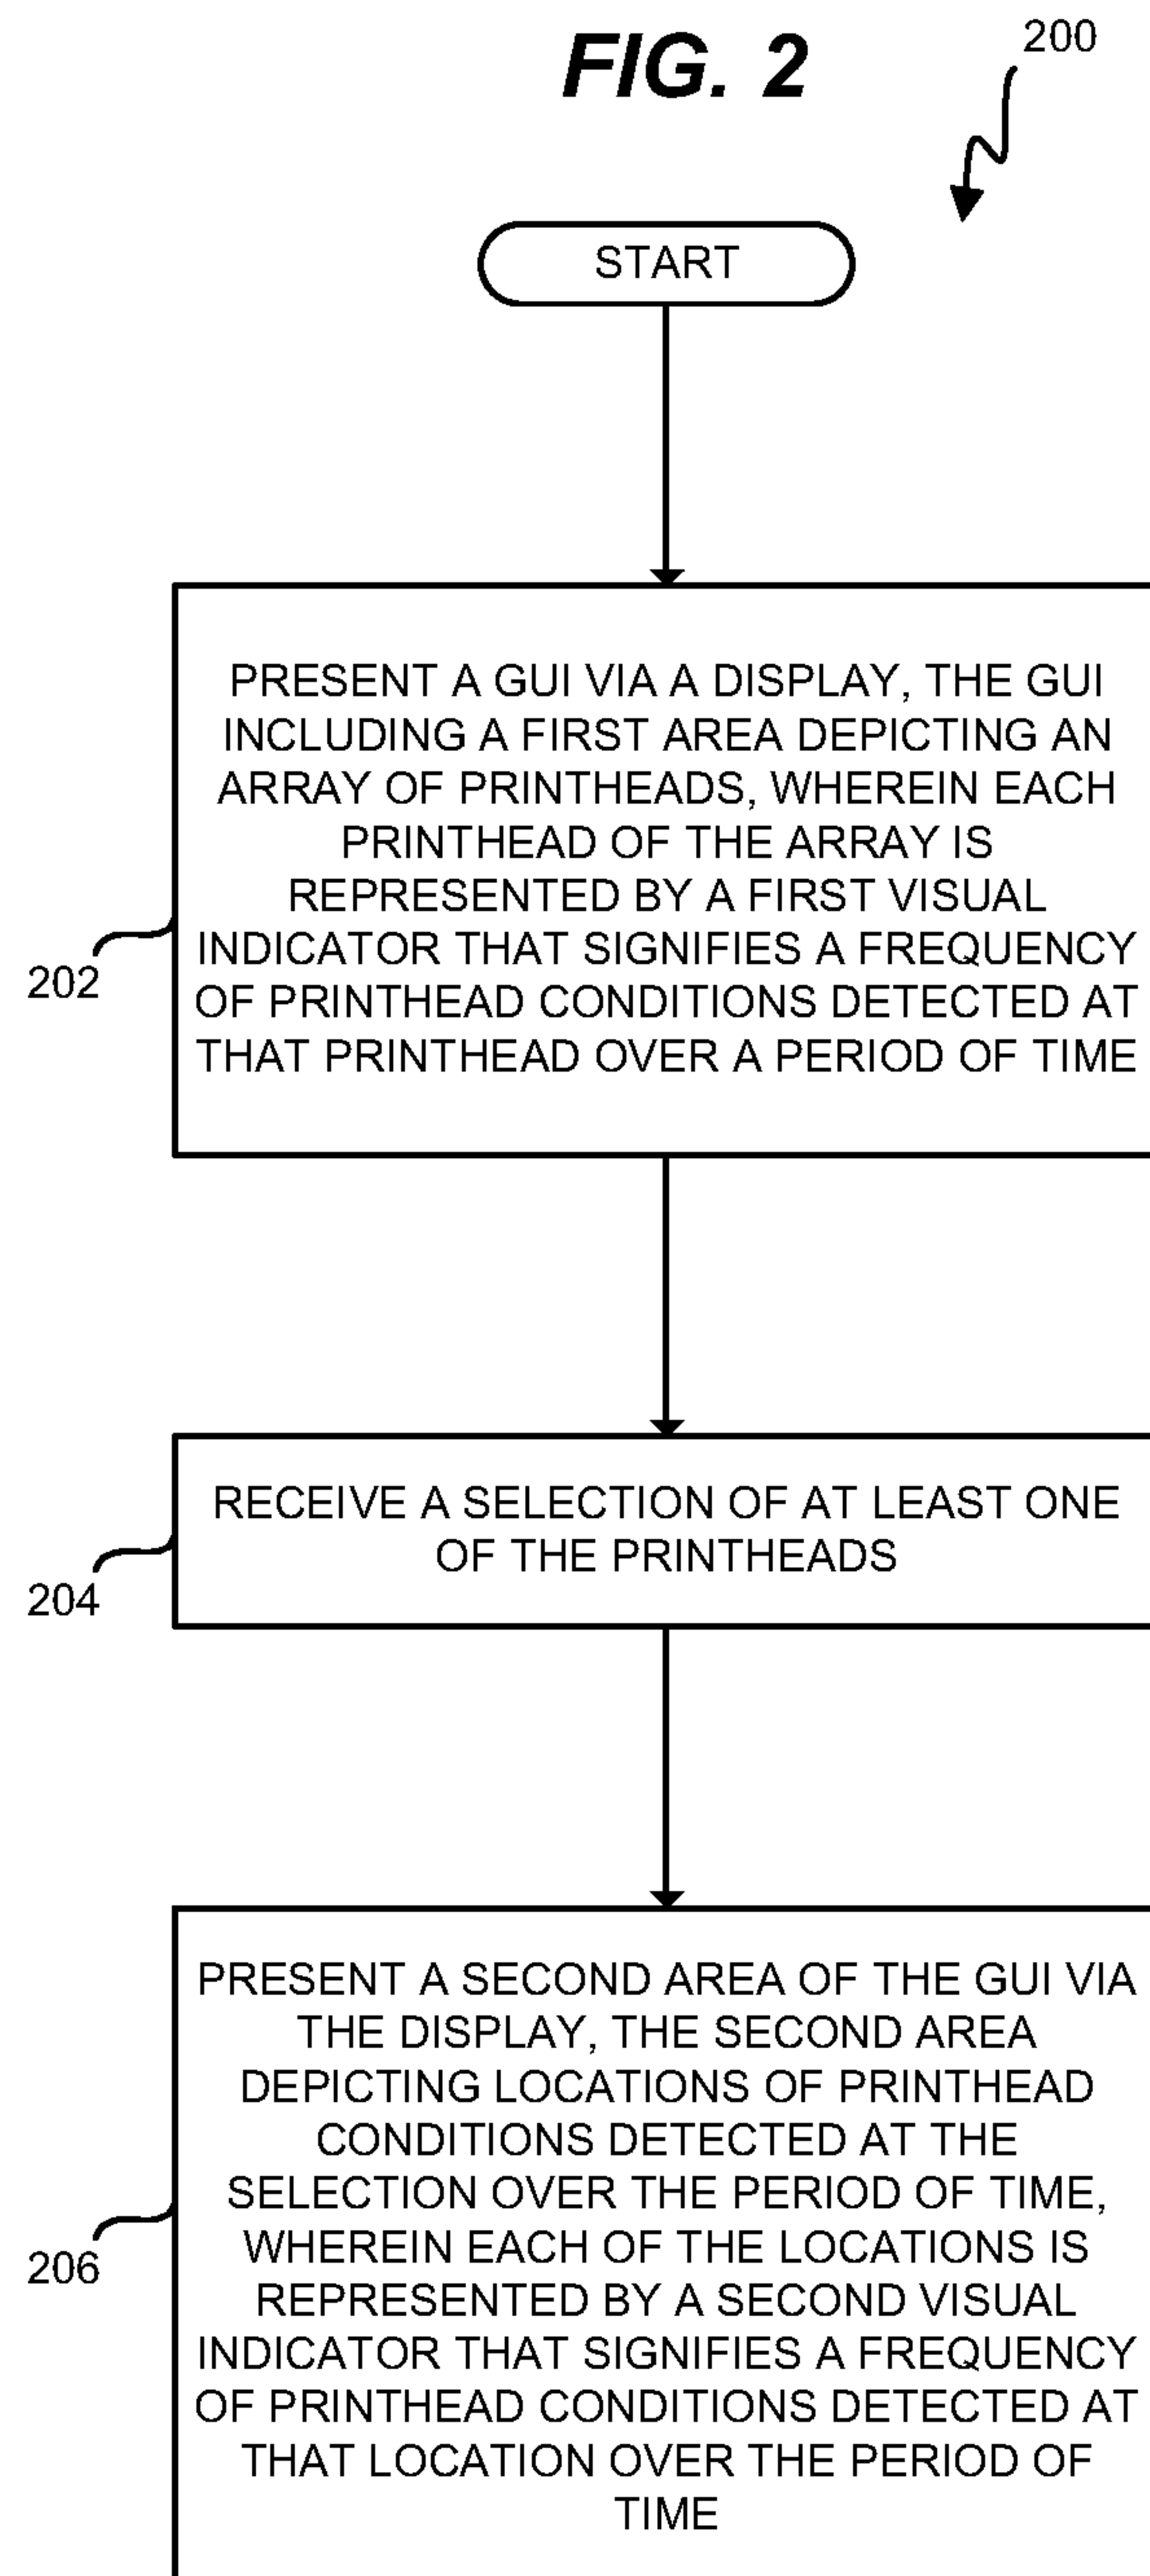 FIG. 2
200
START
PRESENT A GUI VIA A DISPLAY, THE GUI
INCLUDING A FIRST AREA DEPICTING AN
ARRAY OF PRINTHEADS, WHEREIN EACH
PRINTHEAD OF THE ARRAY IS
REPRESENTED BY A FIRST VISUAL
INDICATOR THAT SIGNIFIES A FREQUENCY
OF PRINTHEAD CONDITIONS DETECTED AT
THAT PRINTHEAD OVER A PERIOD OF TIME
202
RECEIVE A SELECTION OF AT LEAST ONE
OF THE PRINTHEADS
204
PRESENT A SECOND AREA OF THE GUI VIA
THE DISPLAY, THE SECOND AREA
DEPICTING LOCATIONS OF PRINTHEAD
CONDITIONS DETECTED AT THE
SELECTION OVER THE PERIOD OF TIME,
WHEREIN EACH OF THE LOCATIONS IS
REPRESENTED BY A SECOND VISUAL
INDICATOR THAT SIGNIFIES A FREQUENCY
OF PRINTHEAD CONDITIONS DETECTED AT
THAT LOCATION OVER THE PERIOD OF
TIME
206